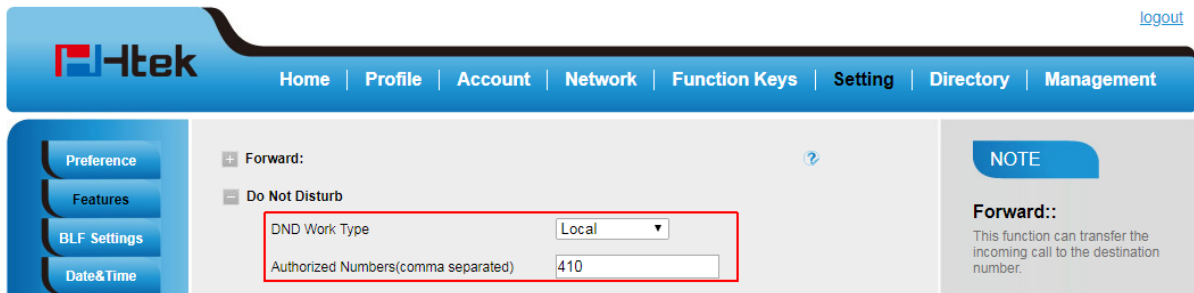 logout
Htek
Home | Profile | Account | Network | Function Keys | Setting | Directory | Management
Preference
Features
BLF Settings
Date&Time
Forward:
Do Not Disturb
DND Work Type Local
Authorized Numbers(comma separated) 410
NOTE
Forward::
This function can transfer the
incoming call to the destination
number.